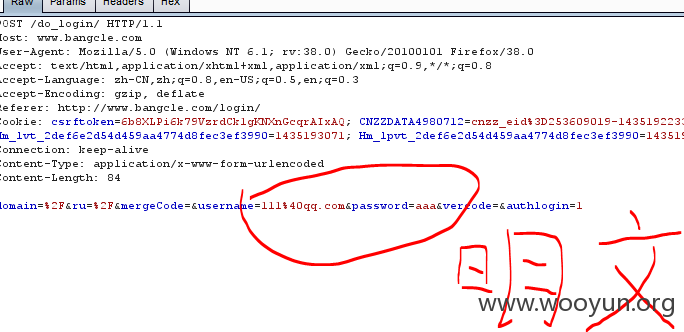 Raw Params Headers Hex
POST /do_login/ HTTP/1.1
Host: www.bangcle.com
User-Agent: Mozilla/5.0 (Windows NT 6.1; rv:38.0) Gecko/20100101 Firefox/38.0
Accept: text/html,application/xhtml+xml,application/xml;q=0.9,*/*;q=0.8
Accept-Language: zh-CN,zh;q=0.8,en-US;q=0.5,en;q=0.3
Accept-Encoding: gzip, deflate
Referer: http://www.bangcle.com/login/
Cookie: csrftoken=6b8XLPi6k79VzrdCklgKNXnGcqrAIxAQ; CNZZDATA4980712=cnzz_eid%3D253609019-1435192233
Hm_lvt_2def6e2d54d459aa4774d8fec3ef3990=1435193071; Hm_lpvt_2def6e2d54d459aa4774d8fec3ef3990=143519
Connection: keep-alive
Content-Type: application/x-www-form-urlencoded
Content-Length: 84
domain=%2F&ru=%2F&mergeCode=&username=111%40qq.com&password=aaa&vercode=&authlogin=1
明文
www.wooyun.org